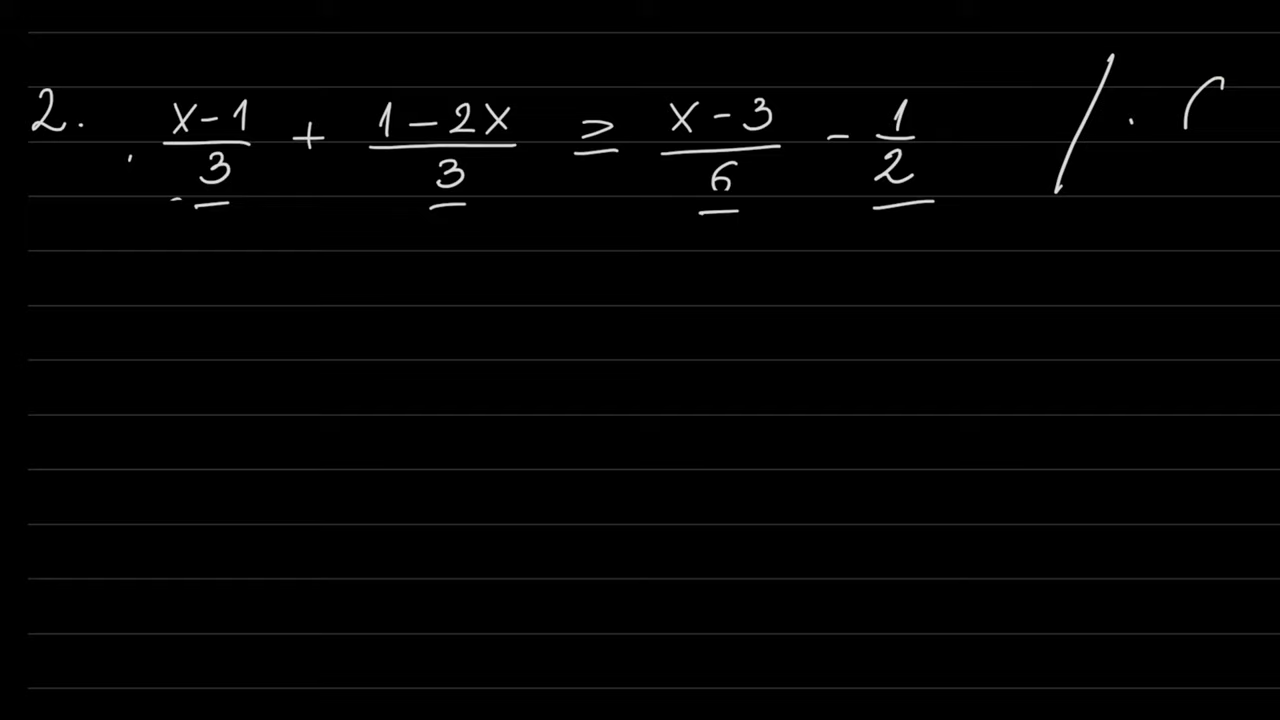 2. (x-1)/3 + (1-2x)/3 ≥ (x-3)/6 - 1/2 / ·